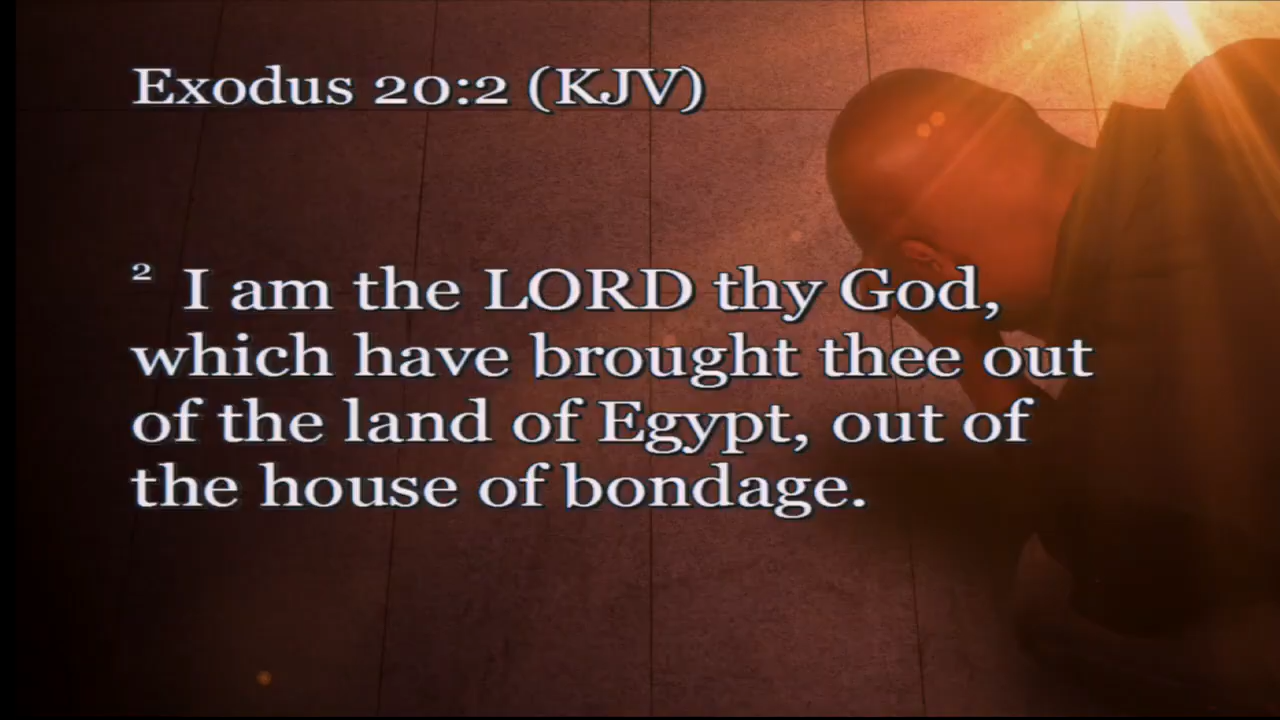 Exodus 20:2 (KJV)
2 I am the LORD thy God,
which have brought thee out
of the land of Egypt, out of
the house of bondage.